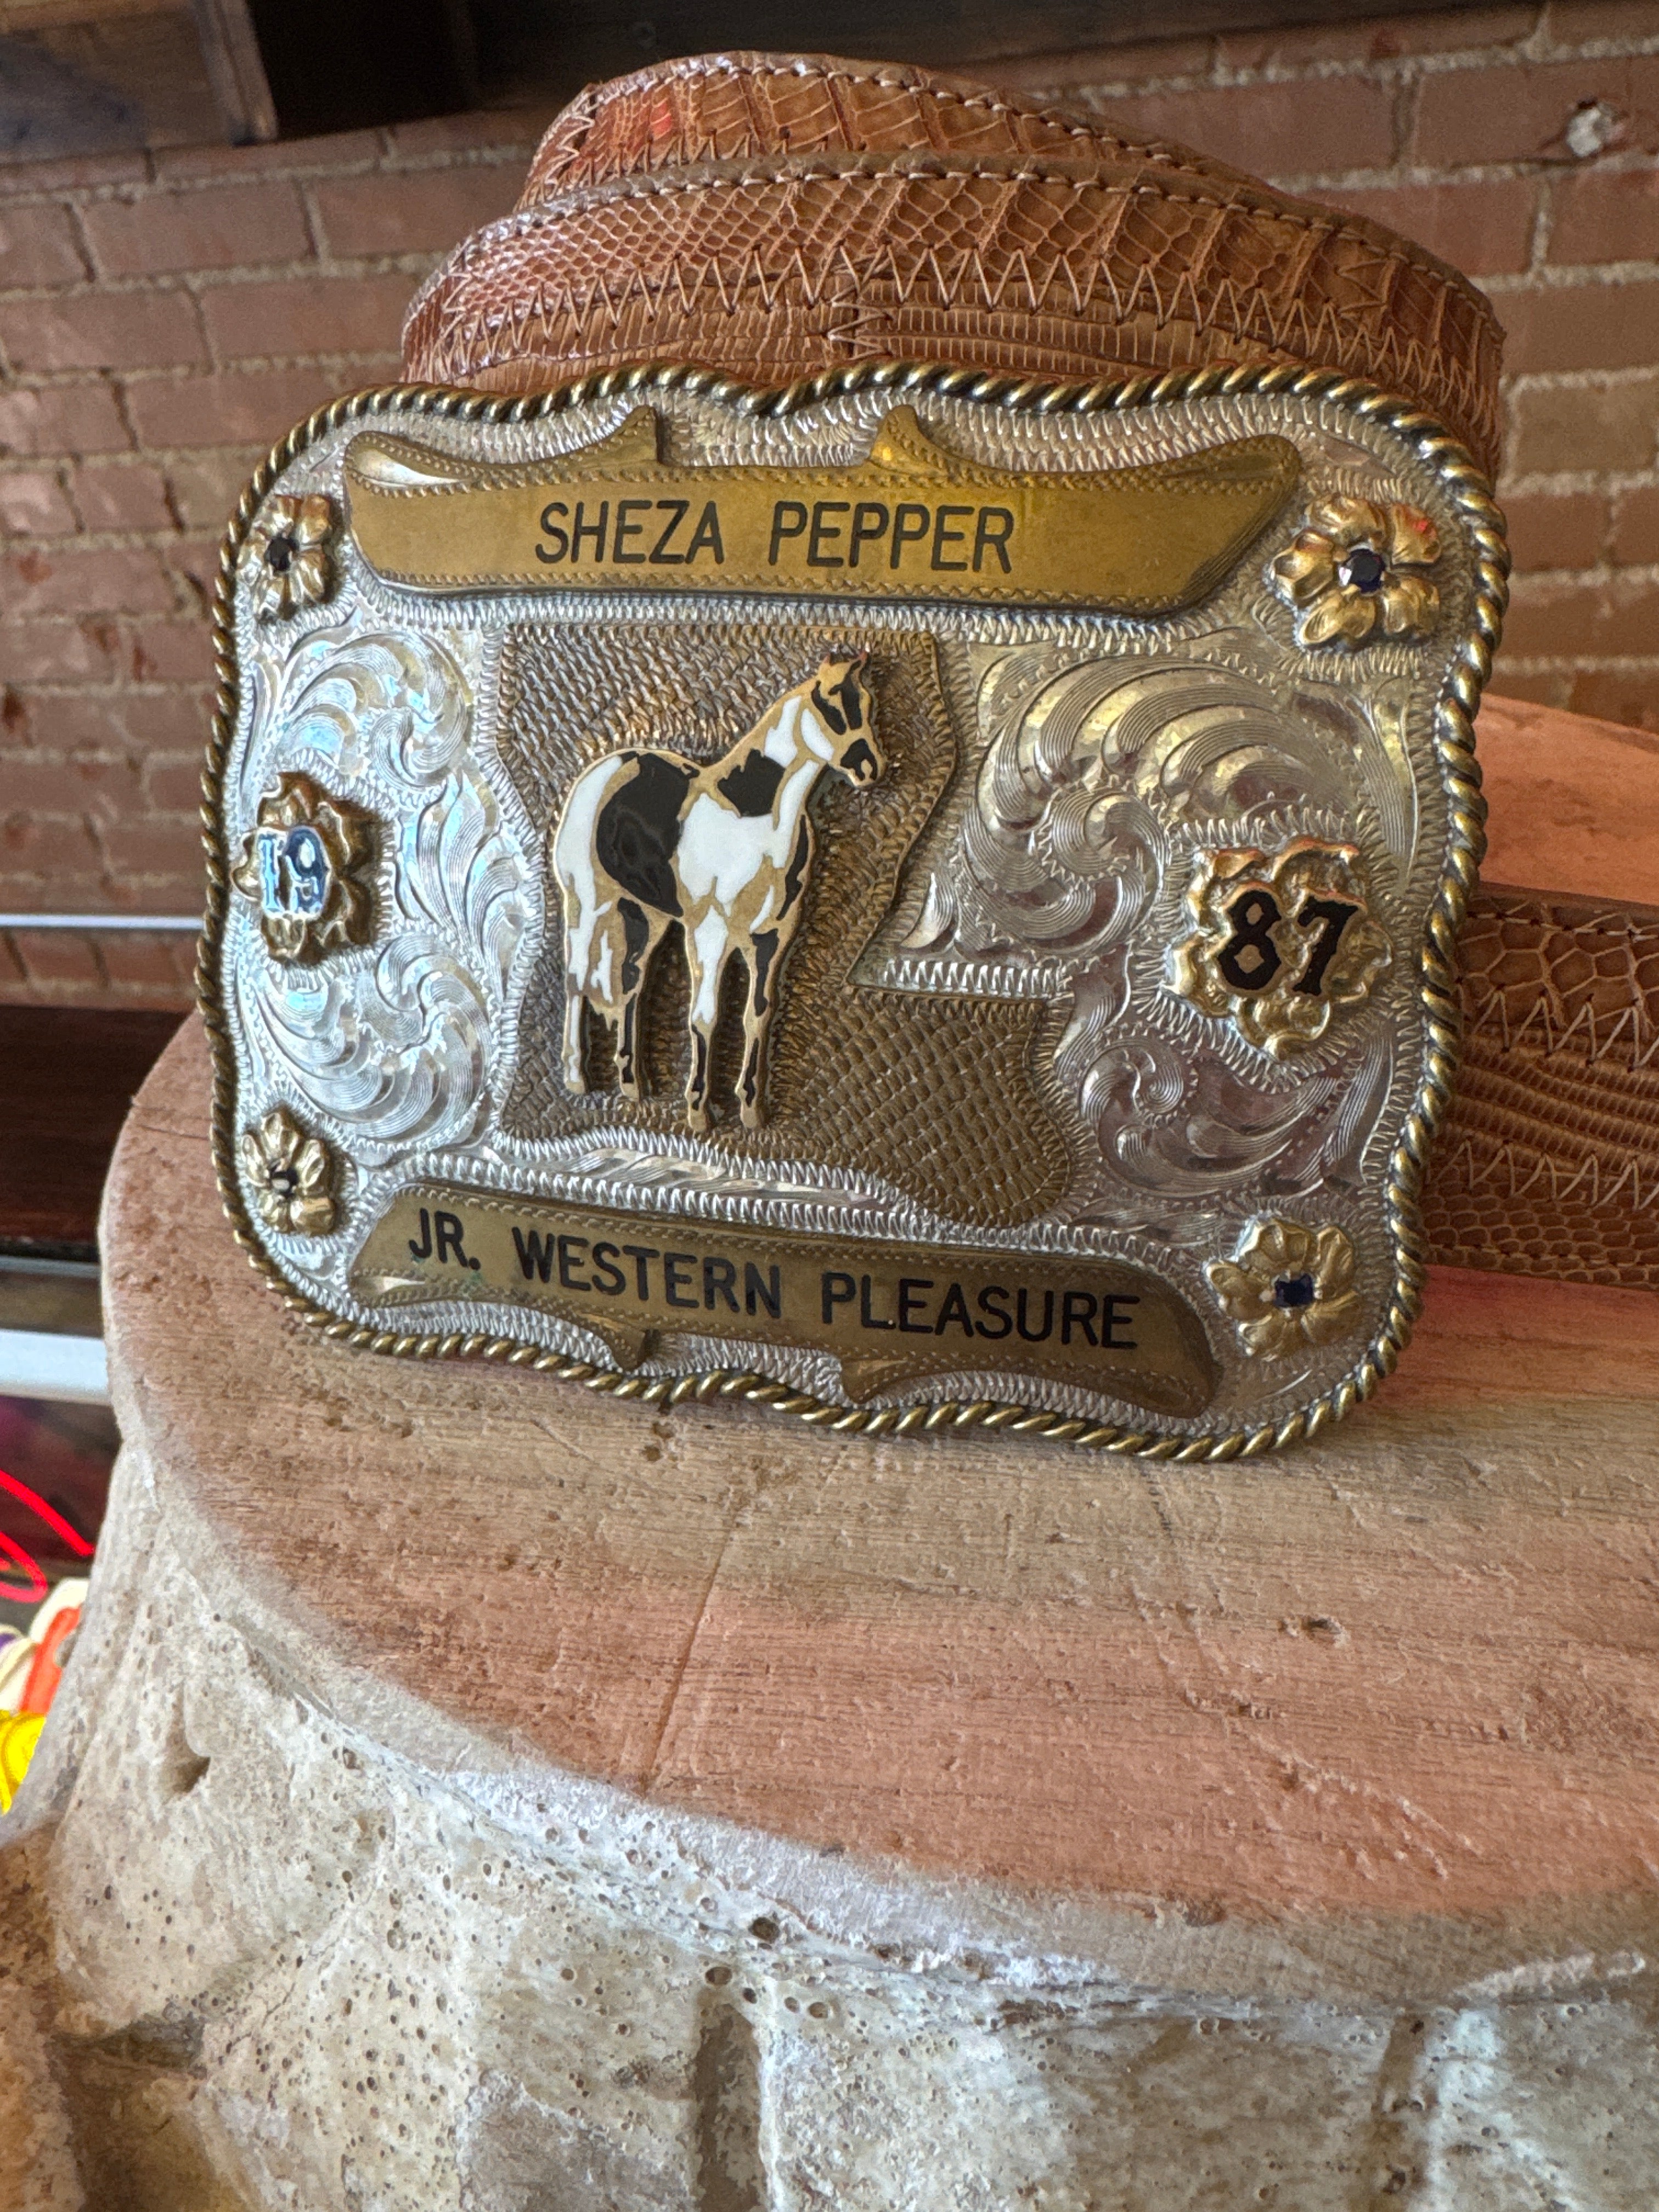 SHEZA PEPPER
19
87
JR. WESTERN PLEASURE